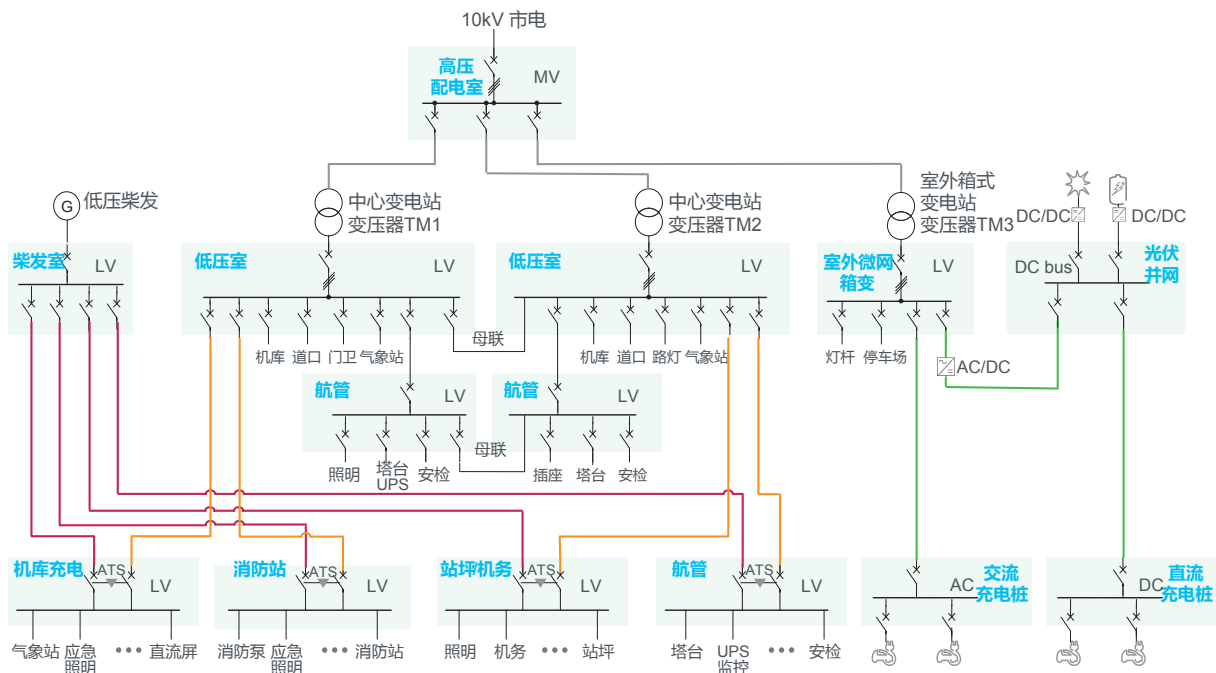 10kV 市电
高压
配电室
MV
G
低压柴发
中心变电站
变压器TM1
中心变电站
变压器TM2
室外箱式
变电站
变压器TM3
DC/DC
DC/DC
柴发室
LV
低压室
LV
低压室
LV
室外微网
箱变
LV
DC bus
光伏
并网
机库
道口
门卫
气象站
母联
机库
道口
路灯
气象站
灯杆
停车场
AC/DC
航管
LV
航管
LV
照明
塔台
UPS
安检
母联
插座
塔台
安检
机库充电
ATS
LV
消防站
ATS
LV
站坪机务
ATS
LV
航管
ATS
LV
AC
交流
充电桩
DC
直流
充电桩
气象站
应急
照明
•••
直流屏
消防泵
应急
照明
•••
消防站
照明
机务
•••
站坪
塔台
UPS
监控
•••
安检